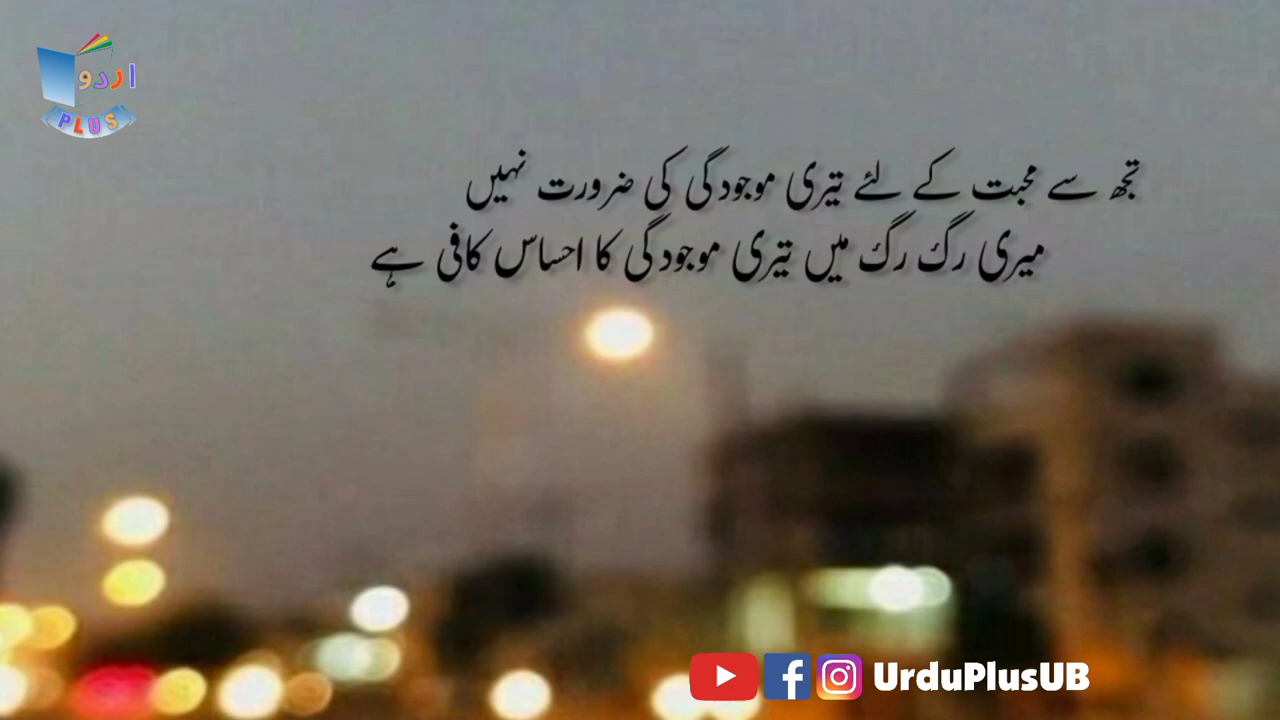 اردو
PLUS
تجھ سے محبت کے لئے تیری موجودگی کی ضرورت نہیں
میری رگ رگ میں تیری موجودگی کا احساس کافی ہے
UrduPlusUB